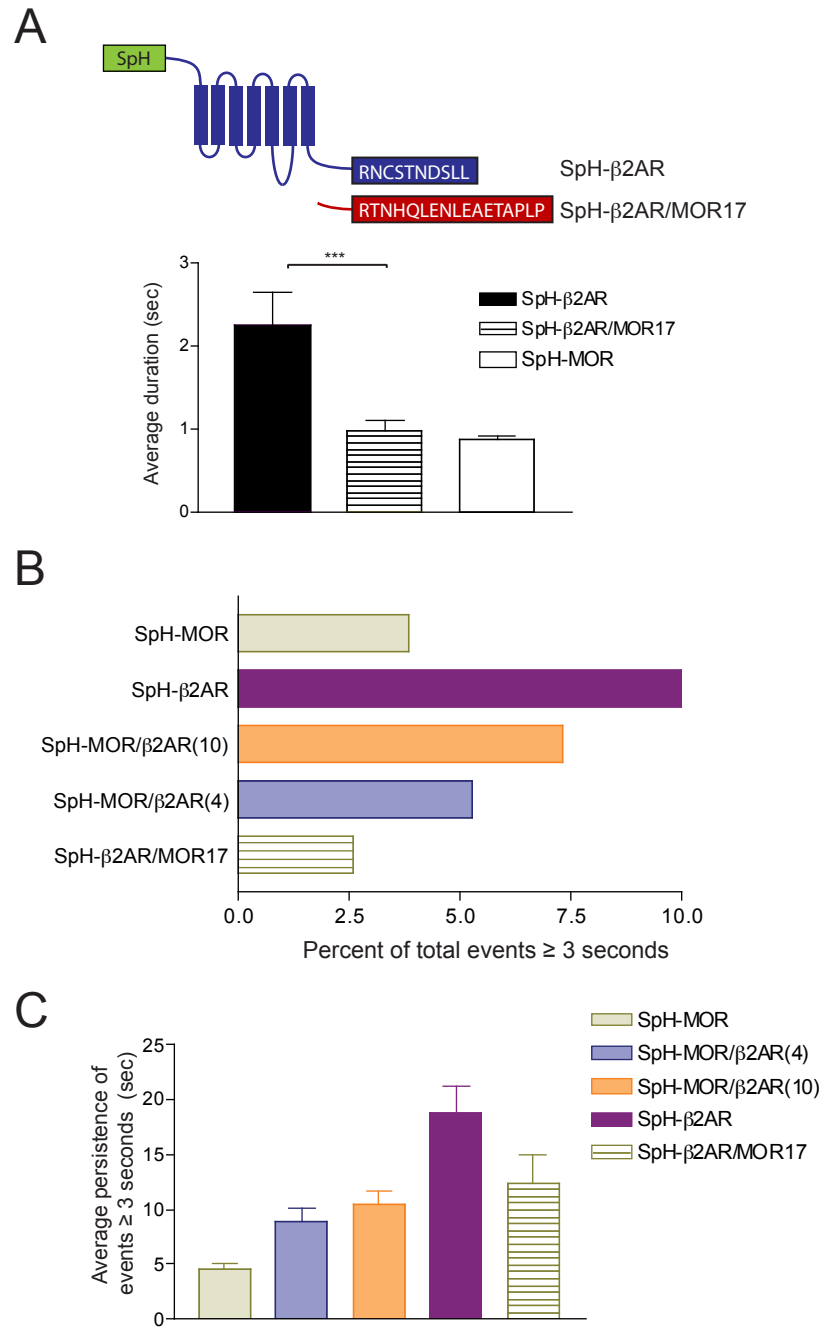 A
SpH
RNCSTNDSLL SpH-β2AR
RTNHQLENLEAETAPLP SpH-β2AR/MOR17
Average duration (sec)
3
2
1
0
***
SpH-β2AR
SpH-β2AR/MOR17
SpH-MOR
B
SpH-MOR
SpH-β2AR
SpH-MOR/β2AR(10)
SpH-MOR/β2AR(4)
SpH-β2AR/MOR17
0.0 2.5 5.0 7.5 10.0
Percent of total events ≥ 3 seconds
C
Average persistence of
events ≥ 3 seconds (sec)
25
20
15
10
5
0
SpH-MOR
SpH-MOR/β2AR(4)
SpH-MOR/β2AR(10)
SpH-β2AR
SpH-β2AR/MOR17